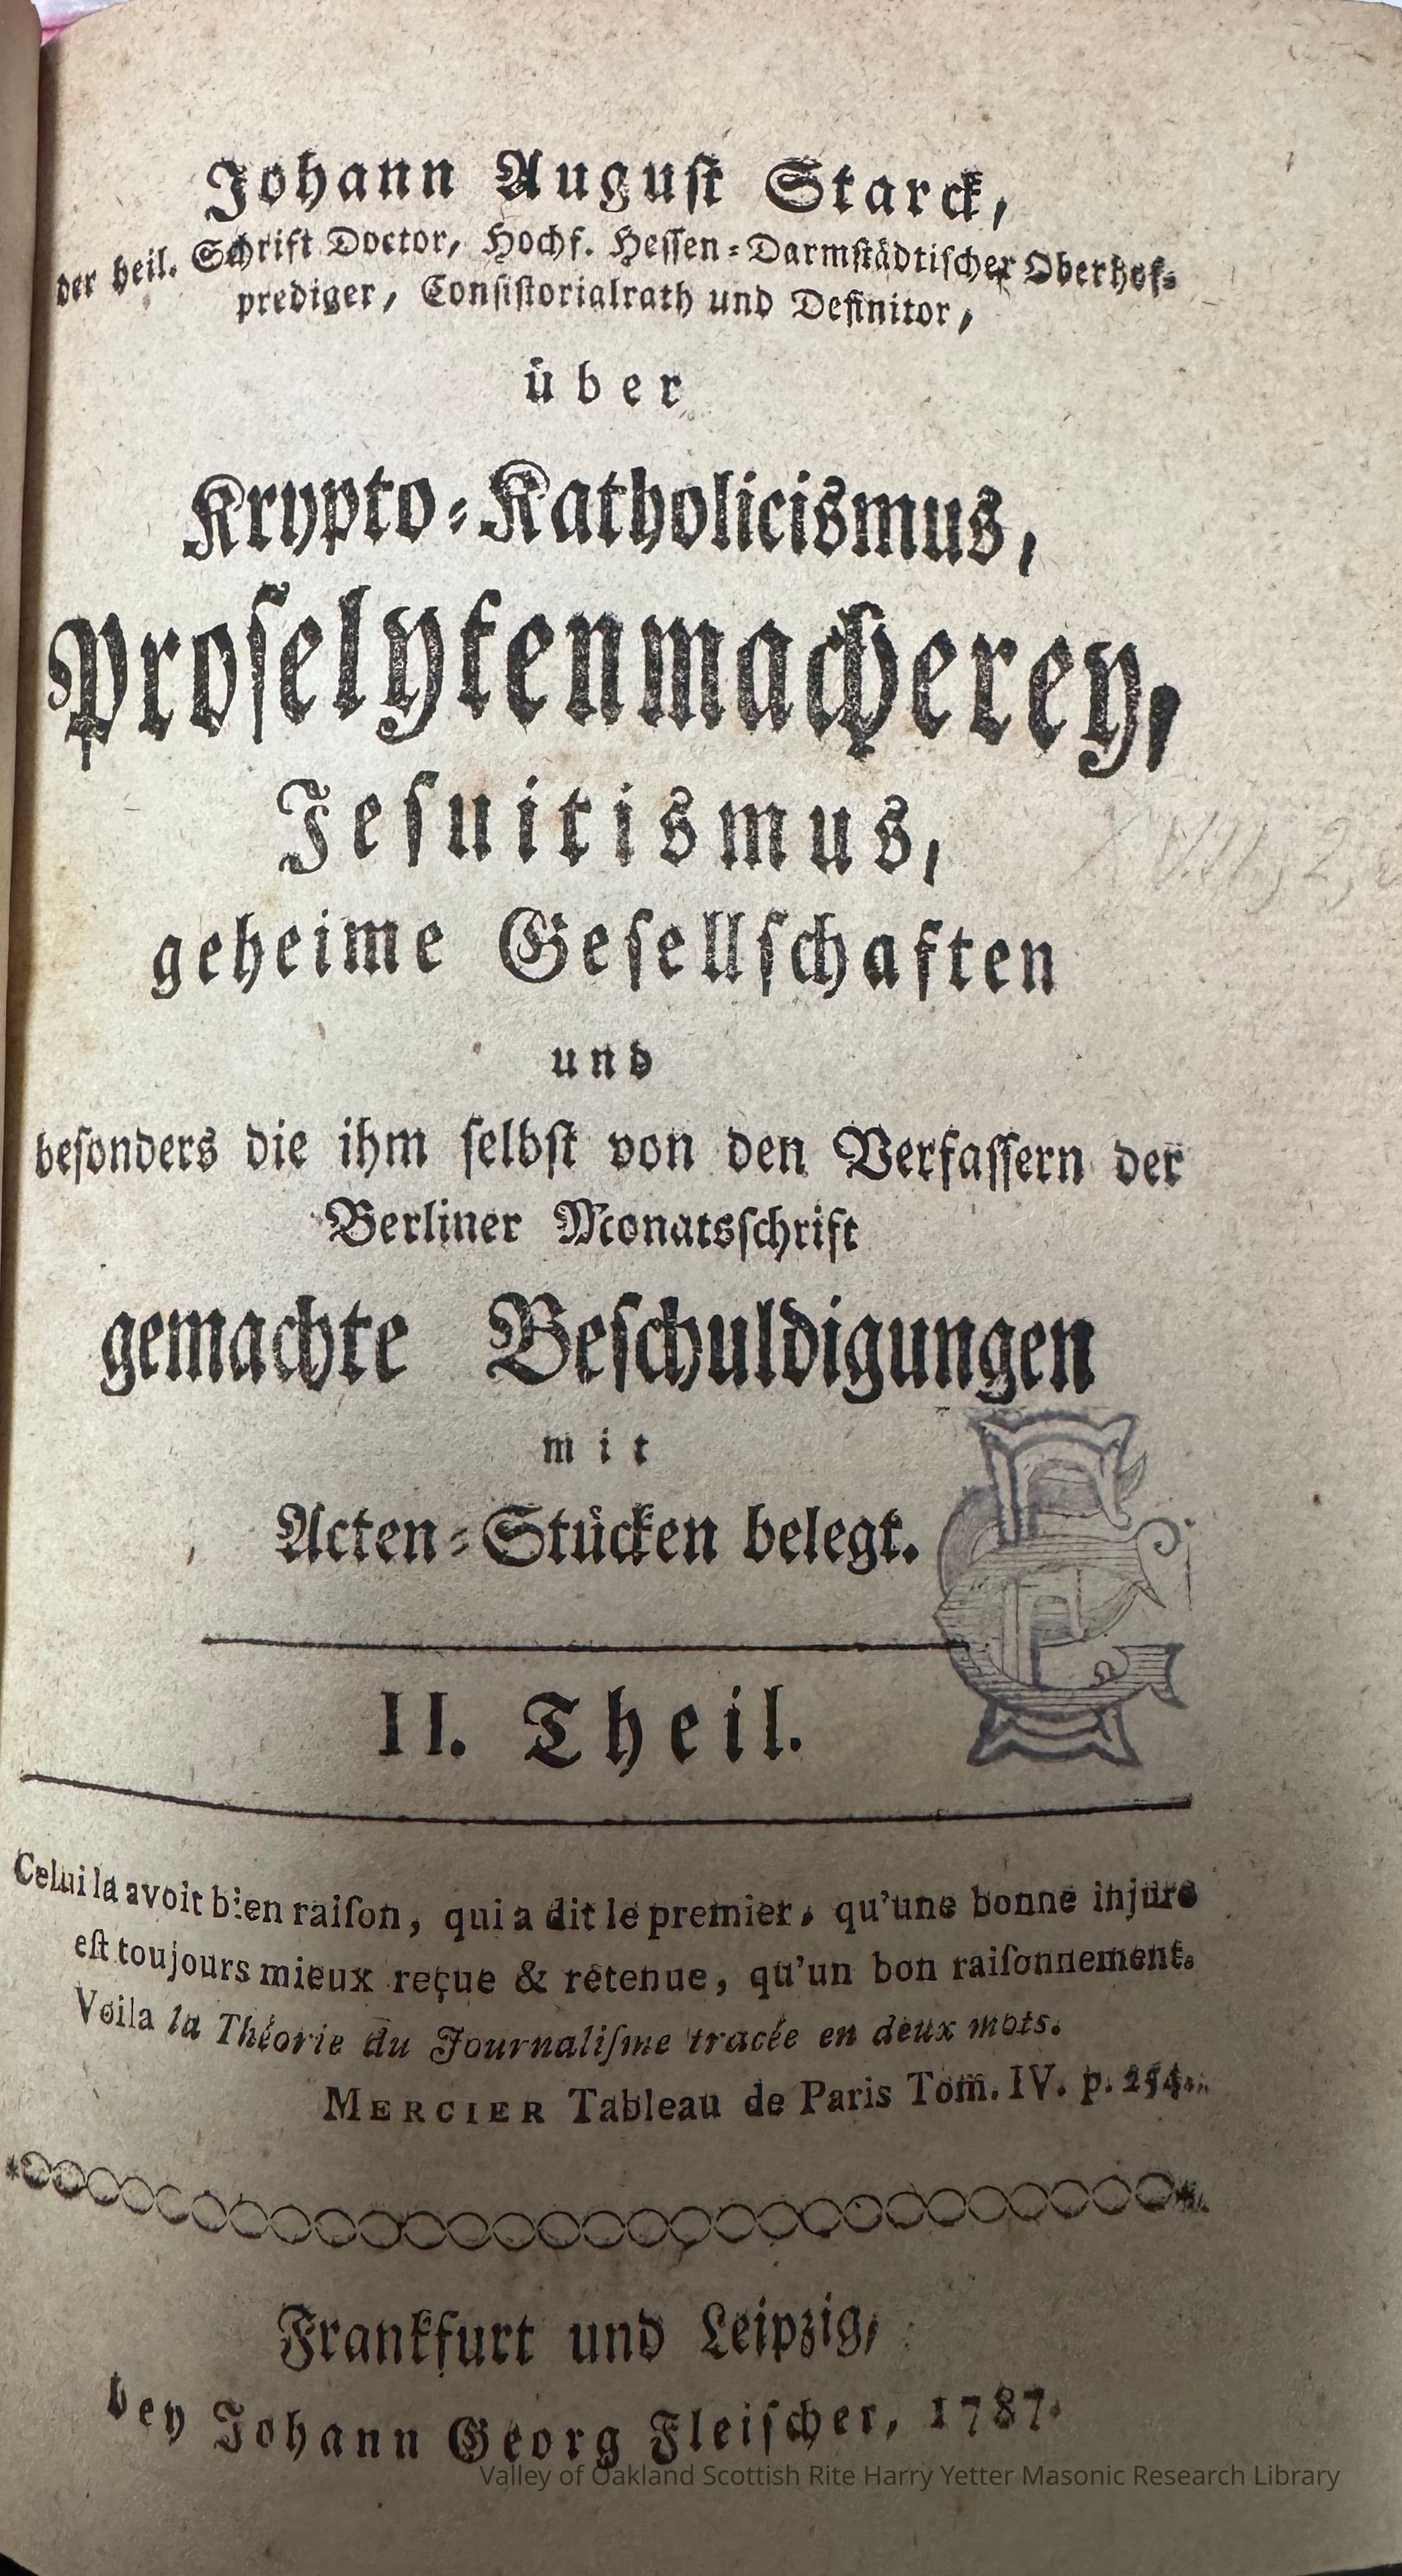 Johann August Starck,
der heil. Schrift Doctor, Hochf. Hessen-Darmstädtischer Oberhof-
prediger, Consistorialrath und Definitor,
über
Krypto-Katholicismus,
Proselytenmacherey,
Jesuitismus,
geheime Gesellschaften
und
besonders die ihm selbst von den Verfassern der
Berliner Monatsschrift
gemachte Beschuldigungen
mit
Acten-Stücken belegt.
II. Theil.
Celui la avoit bien raiſon, qui a dit le premier, qu'une bonne injure
eſt toujours mieux reçue & retenue, qu'un bon raiſonnement.
Voila la Théorie du Journaliſme tracée en deux mots.
MERCIER Tableau de Paris Tom. IV. p. 254.
Frankfurt und Leipzig,
bey Johann Georg Fleischer, 1787.
Valley of Oakland Scottish Rite Harry Yetter Masonic Research Library